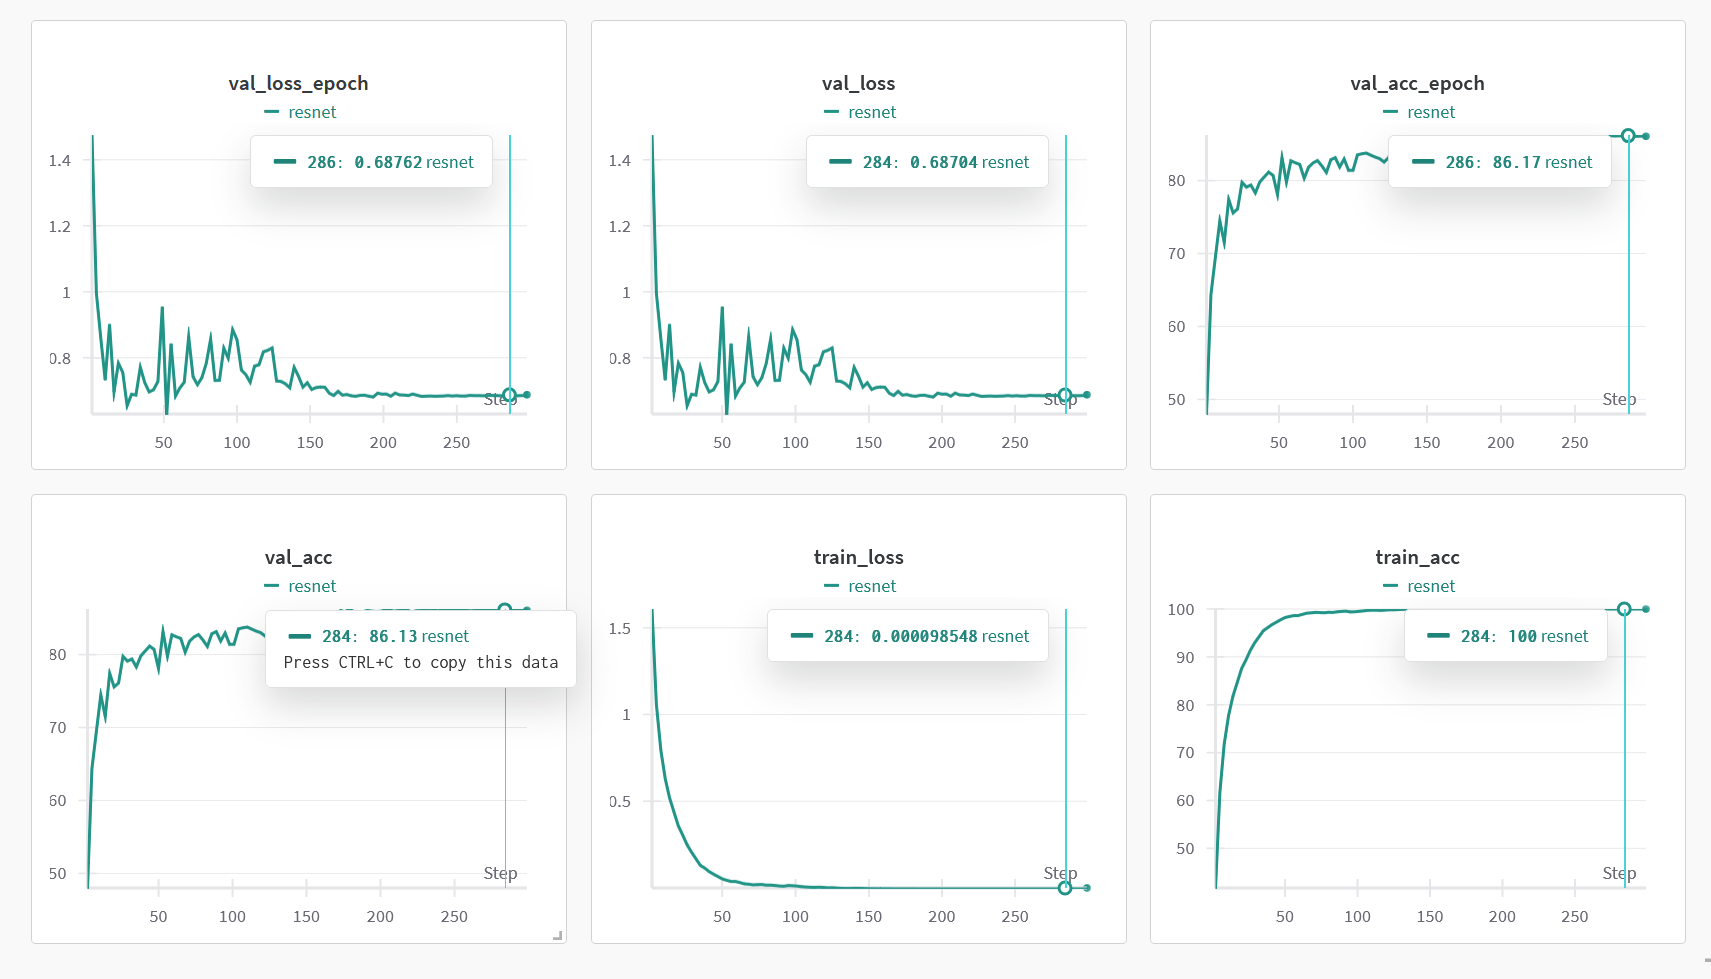 val_loss_epoch
resnet
286: 0.68762 resnet
1.4
1.2
1
0.8
Step
50 100 150 200 250
val_loss
resnet
284: 0.68704 resnet
1.4
1.2
1
0.8
Step
50 100 150 200 250
val_acc_epoch
resnet
286: 86.17 resnet
80
70
60
50
Step
50 100 150 200 250
val_acc
resnet
284: 86.13 resnet
Press CTRL+C to copy this data
80
70
60
50
Step
50 100 150 200 250
train_loss
resnet
284: 0.000098548 resnet
1.5
1
0.5
Step
50 100 150 200 250
train_acc
resnet
284: 100 resnet
100
90
80
70
60
50
Step
50 100 150 200 250